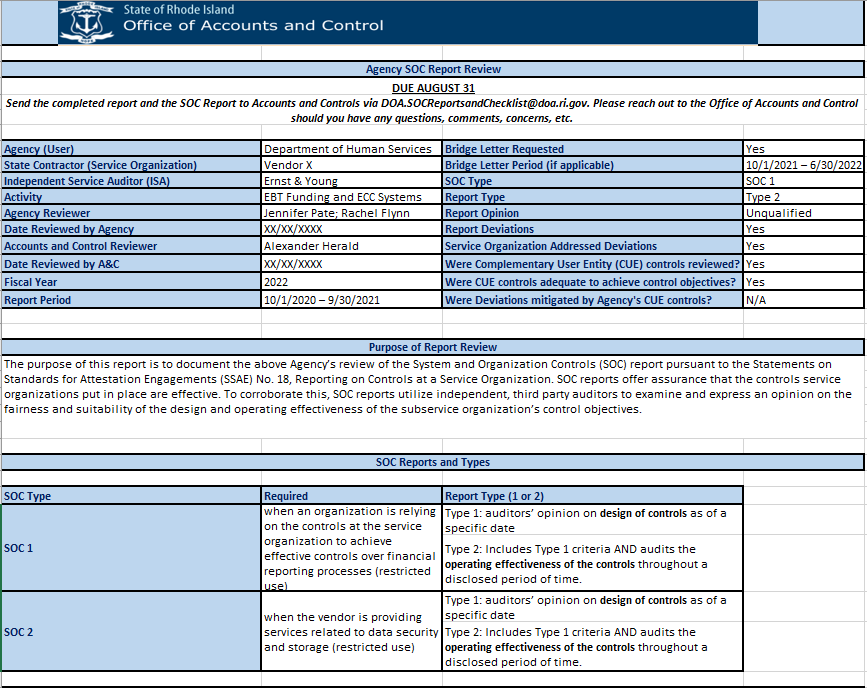 State of Rhode Island
Office of Accounts and Control
Agency SOC Report Review
DUE AUGUST 31
Send the completed report and the SOC Report to Accounts and Controls via DOA.SOCReportsandChecklist@doa.ri.gov. Please reach out to the Office of Accounts and Control
should you have any questions, comments, concerns, etc.
Agency (User) Department of Human Services Bridge Letter Requested Yes
State Contractor (Service Organization) Vendor X Bridge Letter Period (if applicable) 10/1/2021 – 6/30/2022
Independent Service Auditor (ISA) Ernst & Young SOC Type SOC 1
Activity EBT Funding and ECC Systems Report Type Type 2
Agency Reviewer Jennifer Pate; Rachel Flynn Report Opinion Unqualified
Date Reviewed by Agency XX/XX/XXXX Report Deviations Yes
Accounts and Control Reviewer Alexander Herald Service Organization Addressed Deviations Yes
Date Reviewed by A&C XX/XX/XXXX Were Complementary User Entity (CUE) controls reviewed? Yes
Fiscal Year 2022 Were CUE controls adequate to achieve control objectives? Yes
Report Period 10/1/2020 – 9/30/2021 Were Deviations mitigated by Agency's CUE controls? N/A
Purpose of Report Review
The purpose of this report is to document the above Agency's review of the System and Organization Controls (SOC) report pursuant to the Statements on
Standards for Attestation Engagements (SSAE) No. 18, Reporting on Controls at a Service Organization. SOC reports offer assurance that the controls service
organizations put in place are effective. To corroborate this, SOC reports utilize independent, third party auditors to examine and express an opinion on the
fairness and suitability of the design and operating effectiveness of the subservice organization's control objectives.
SOC Reports and Types
SOC Type Required Report Type (1 or 2)
SOC 1
when an organization is relying
on the controls at the service
organization to achieve
effective controls over financial
reporting processes (restricted
use)
Type 1: auditors' opinion on design of controls as of a
specific date
Type 2: Includes Type 1 criteria AND audits the
operating effectiveness of the controls throughout a
disclosed period of time.
SOC 2
when the vendor is providing
services related to data security
and storage (restricted use)
Type 1: auditors' opinion on design of controls as of a
specific date
Type 2: Includes Type 1 criteria AND audits the
operating effectiveness of the controls throughout a
disclosed period of time.